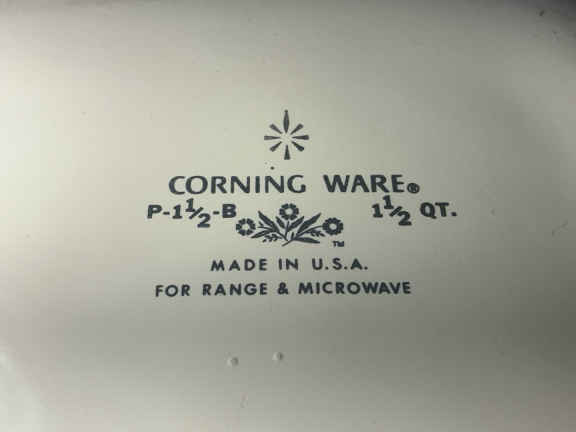 CORNING WARE®
P-1½-B 1½ QT.
TM
MADE IN U.S.A.
FOR RANGE & MICROWAVE